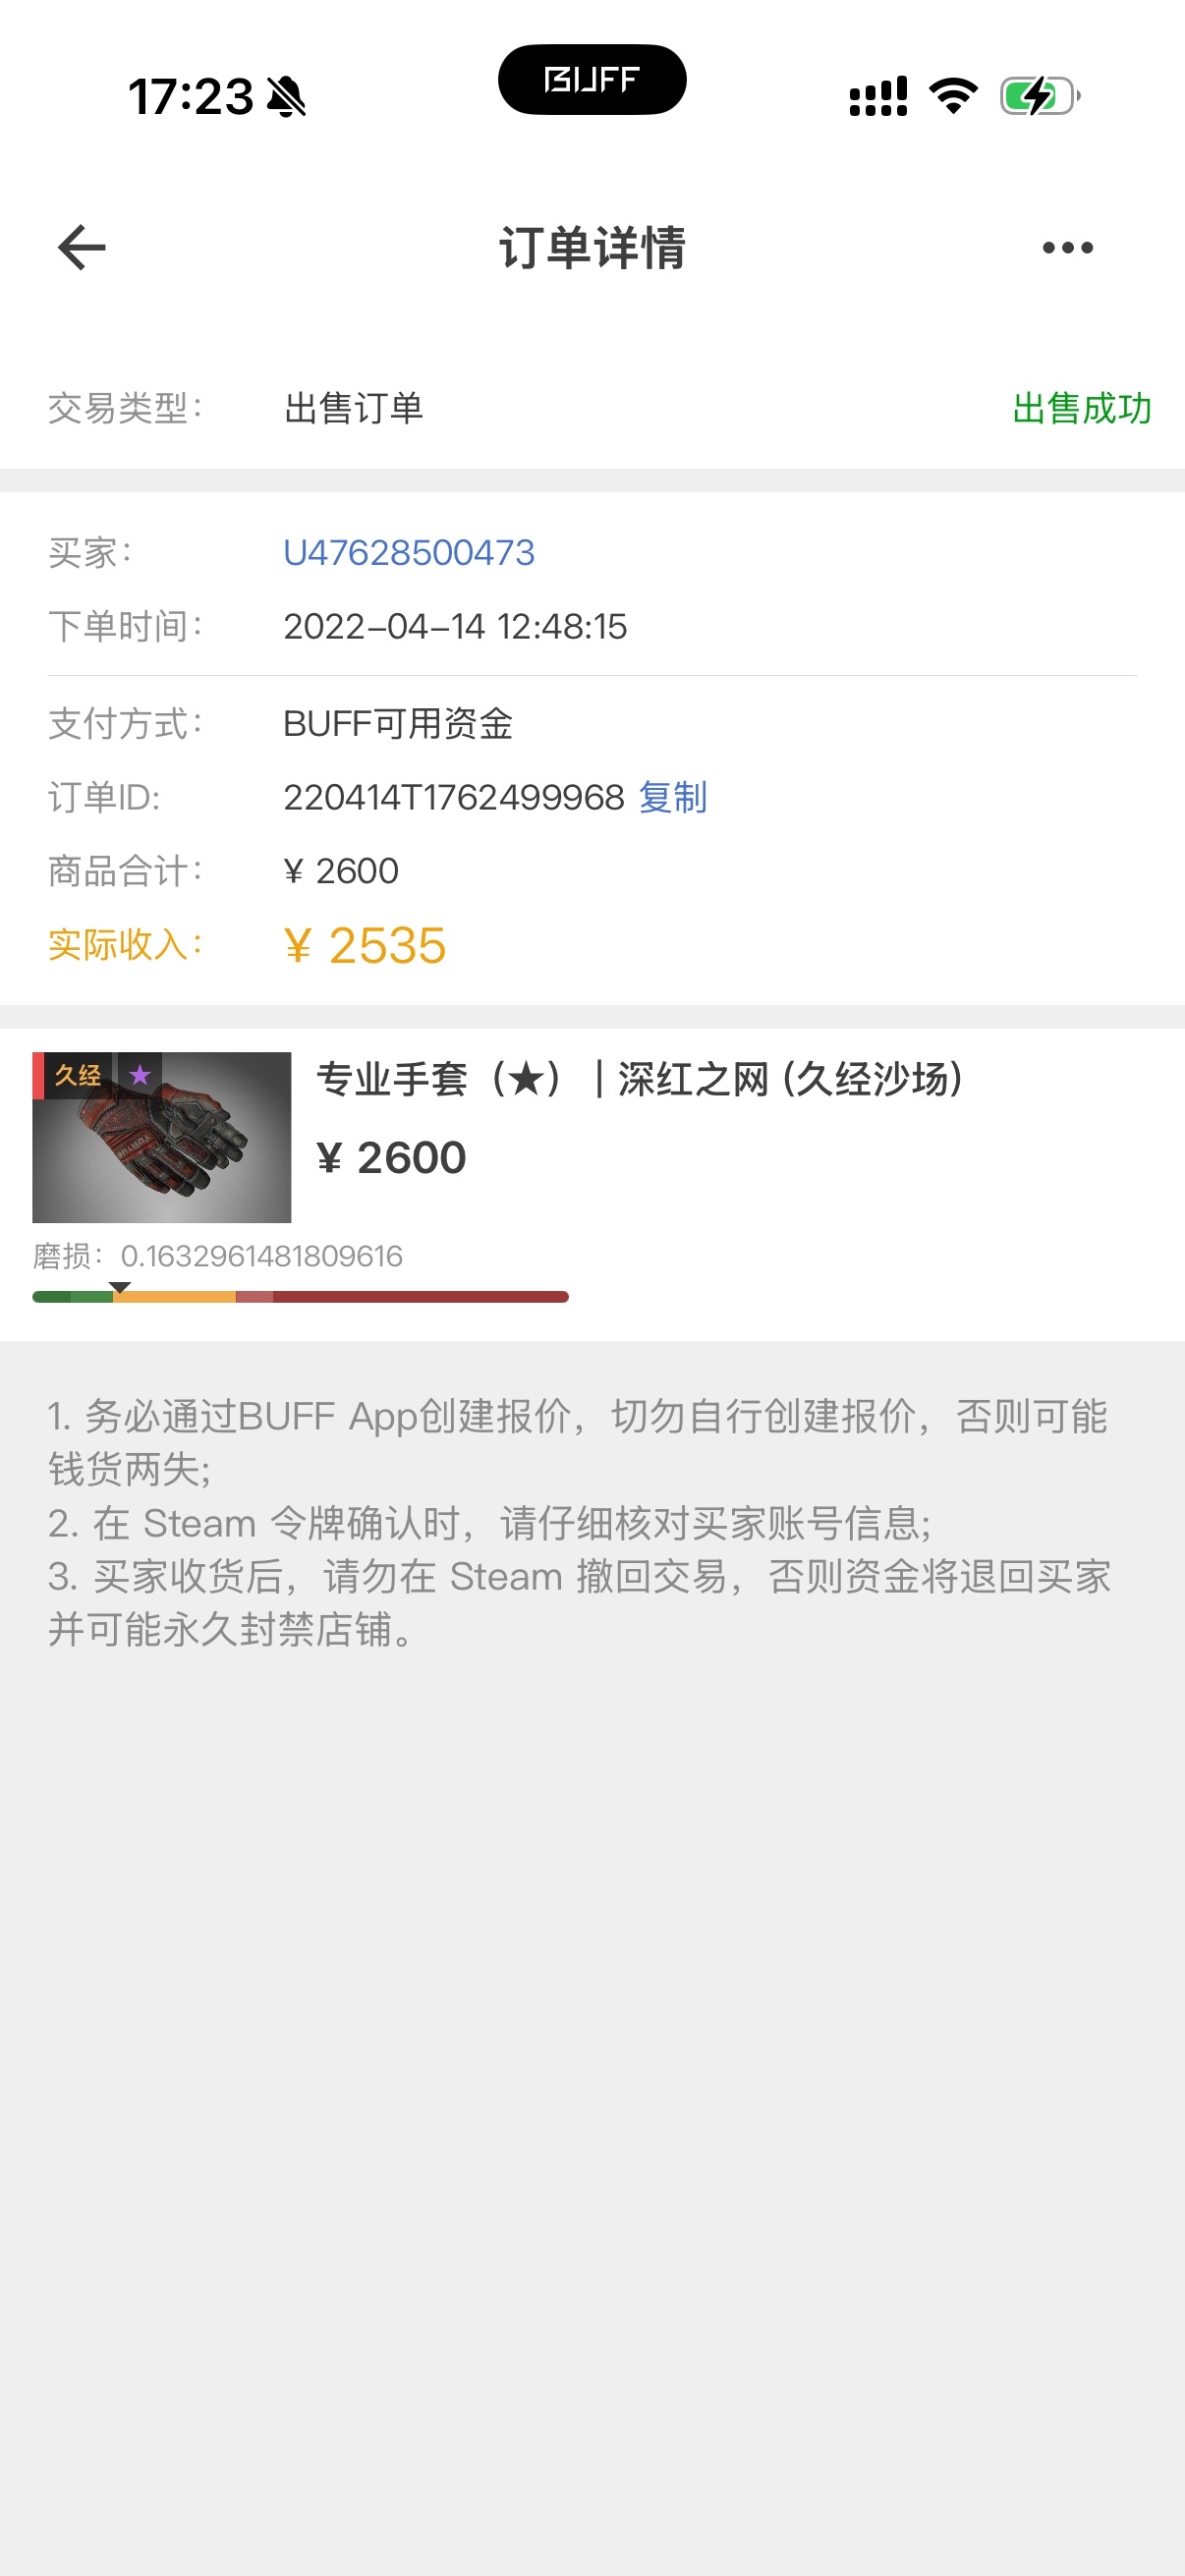 17:23
BUFF
订单详情
交易类型： 出售订单 出售成功
买家： U47628500473
下单时间： 2022-04-14 12:48:15
支付方式： BUFF可用资金
订单ID: 220414T1762499968 复制
商品合计： ¥ 2600
实际收入： ¥ 2535
久经 ★
专业手套（★） | 深红之网 (久经沙场)
¥ 2600
磨损： 0.1632961481809616
1. 务必通过BUFF App创建报价，切勿自行创建报价，否则可能
钱货两失;
2. 在 Steam 令牌确认时，请仔细核对买家账号信息;
3. 买家收货后，请勿在 Steam 撤回交易，否则资金将退回买家
并可能永久封禁店铺。